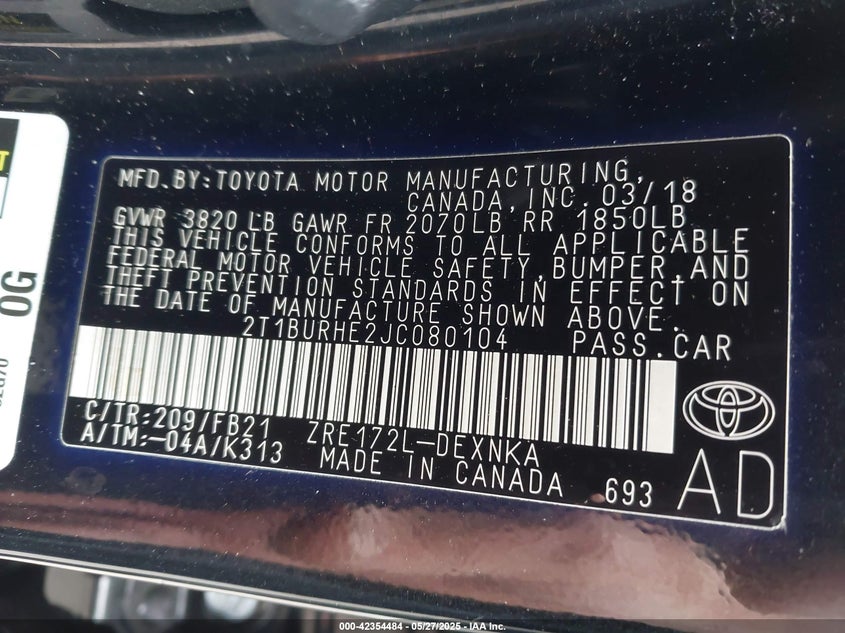 MFD.BY:TOYOTA MOTOR MANUFACTURING,
CANADA,INC. 03/18
GVWR 3820 LB GAWR FR 2070LB RR 1850LB
THIS VEHICLE CONFORMS TO ALL APPLICABLE
FEDERAL MOTOR VEHICLE SAFETY,BUMPER,AND
THEFT PREVENTION STANDARDS IN EFFECT ON
THE DATE OF MANUFACTURE SHOWN ABOVE.
2T1BURHE2JC080104 PASS.CAR
C/TR:209/FB21 ZRE172L-DEXNKA
A/TM:-04A/K313 MADE IN CANADA 693 AD
OG
000-42354484 - 05/27/2025 - IAA Inc.